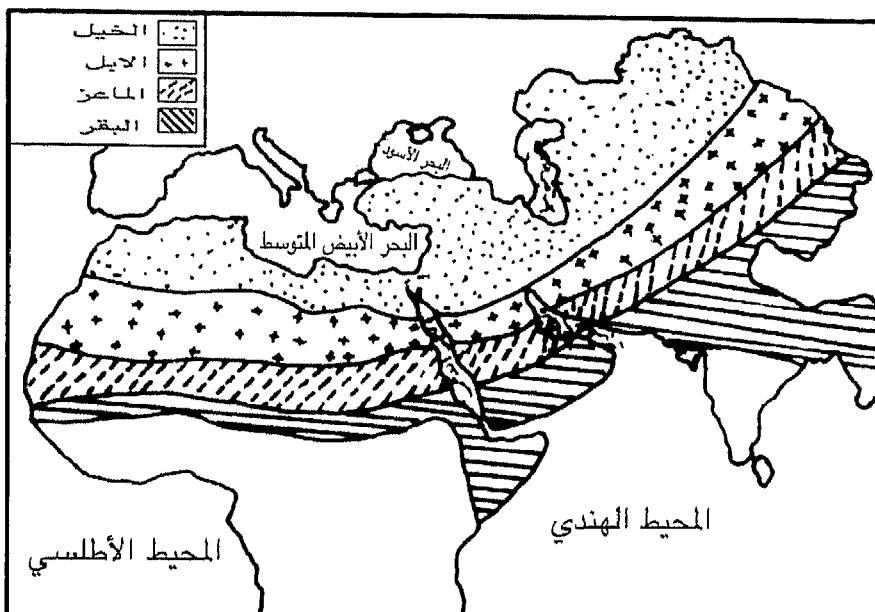 الخيل
الايل
الماعز
البقر
البحر الأسود
البحر الأبيض المتوسط
المحيط الهندي
المحيط الأطلسي